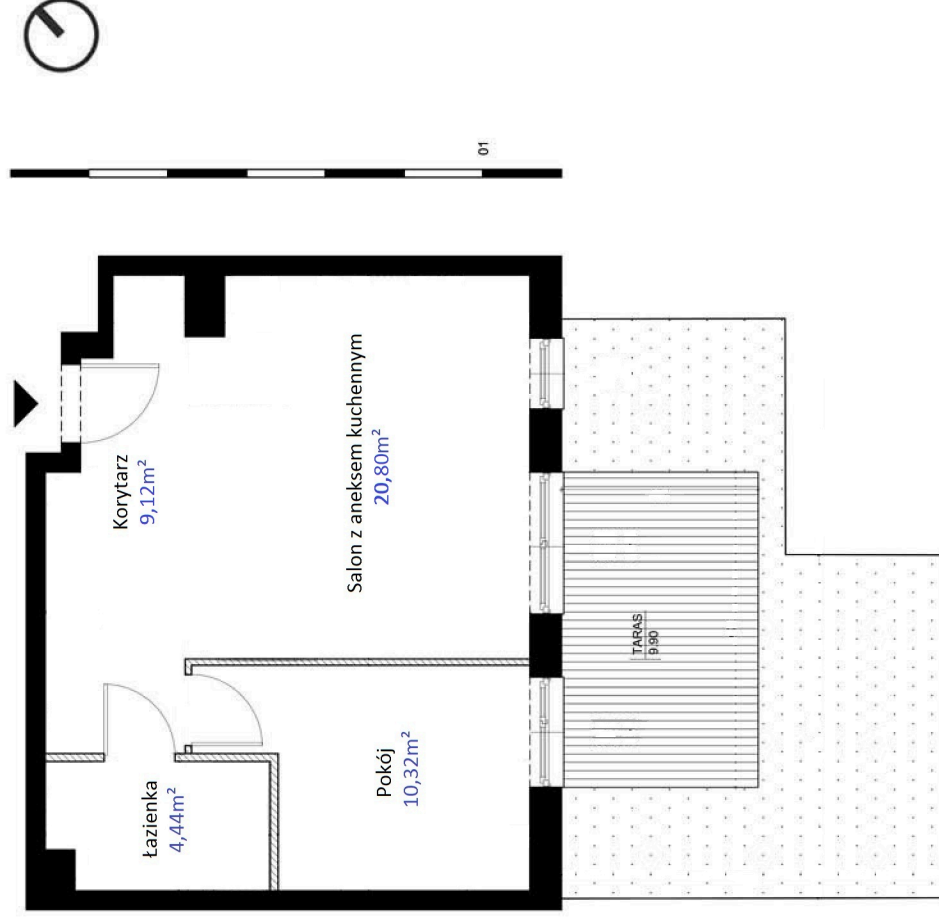 01
Korytarz
9,12m²
Salon z aneksem kuchennym
20,80m²
Łazienka
4,44m²
Pokój
10,32m²
TARAS
9.90